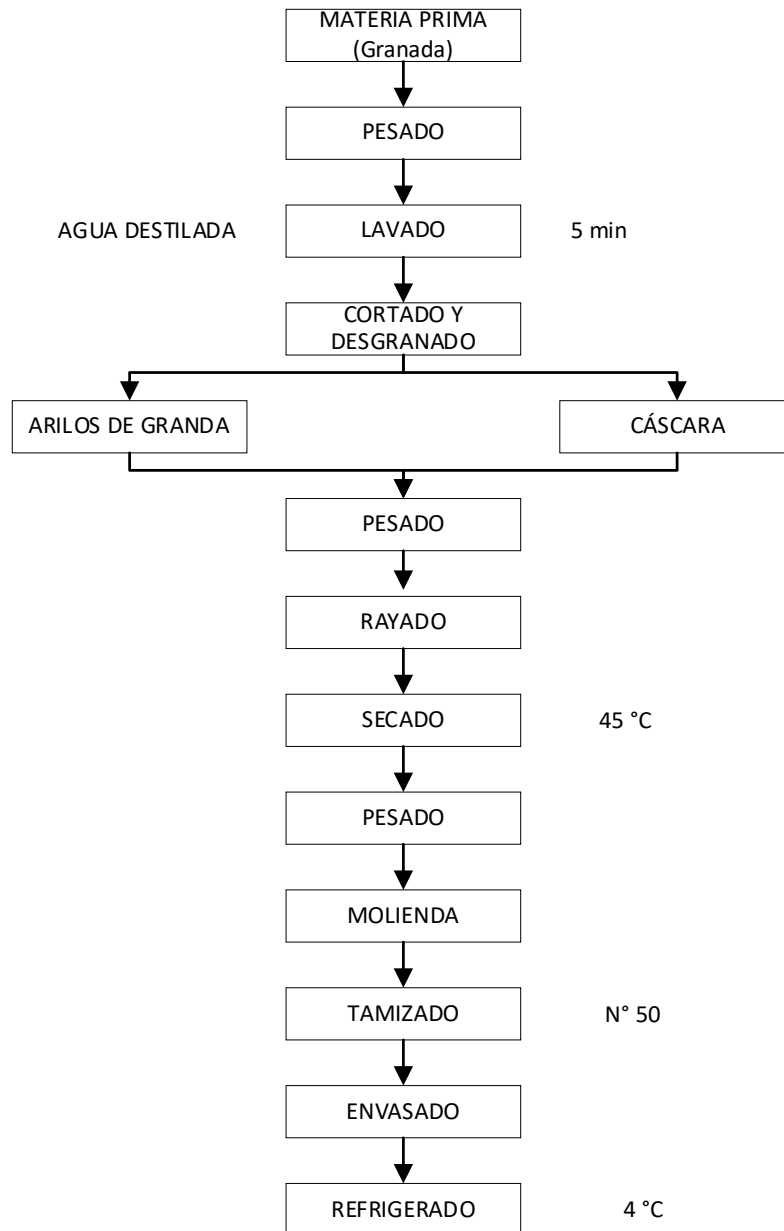 MATERIA PRIMA
(Granada)
PESADO
AGUA DESTILADA
LAVADO
5 min
CORTADO Y
DESGRANADO
ARILOS DE GRANDA
CÁSCARA
PESADO
RAYADO
SECADO
45 °C
PESADO
MOLIENDA
TAMIZADO
N° 50
ENVASADO
REFRIGERADO
4 °C